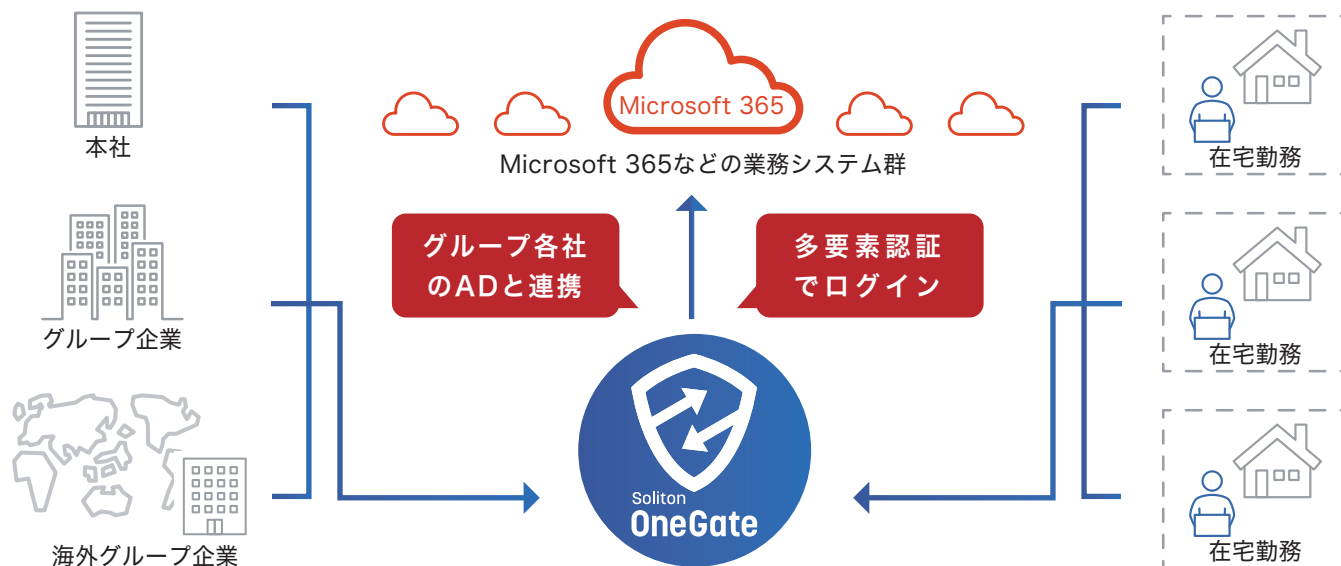 本社
グループ企業
海外グループ企業
Microsoft 365
Microsoft 365などの業務システム群
グループ各社
のADと連携
多要素認証
でログイン
Soliton
OneGate
在宅勤務
在宅勤務
在宅勤務